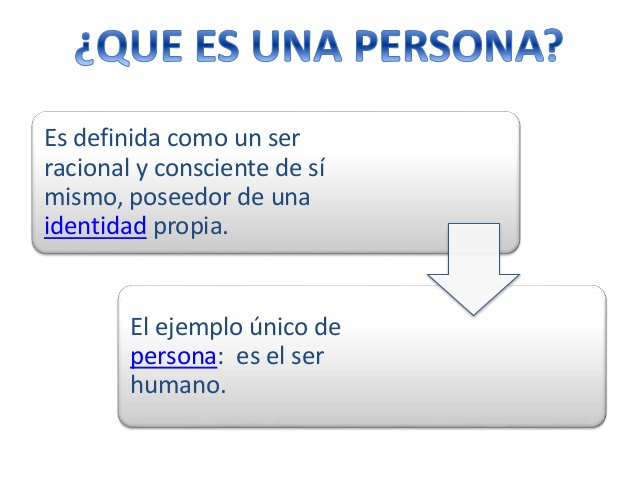 ¿QUE ES UNA PERSONA?
Es definida como un ser
racional y consciente de sí
mismo, poseedor de una
identidad propia.
El ejemplo único de
persona:  es el ser
humano.